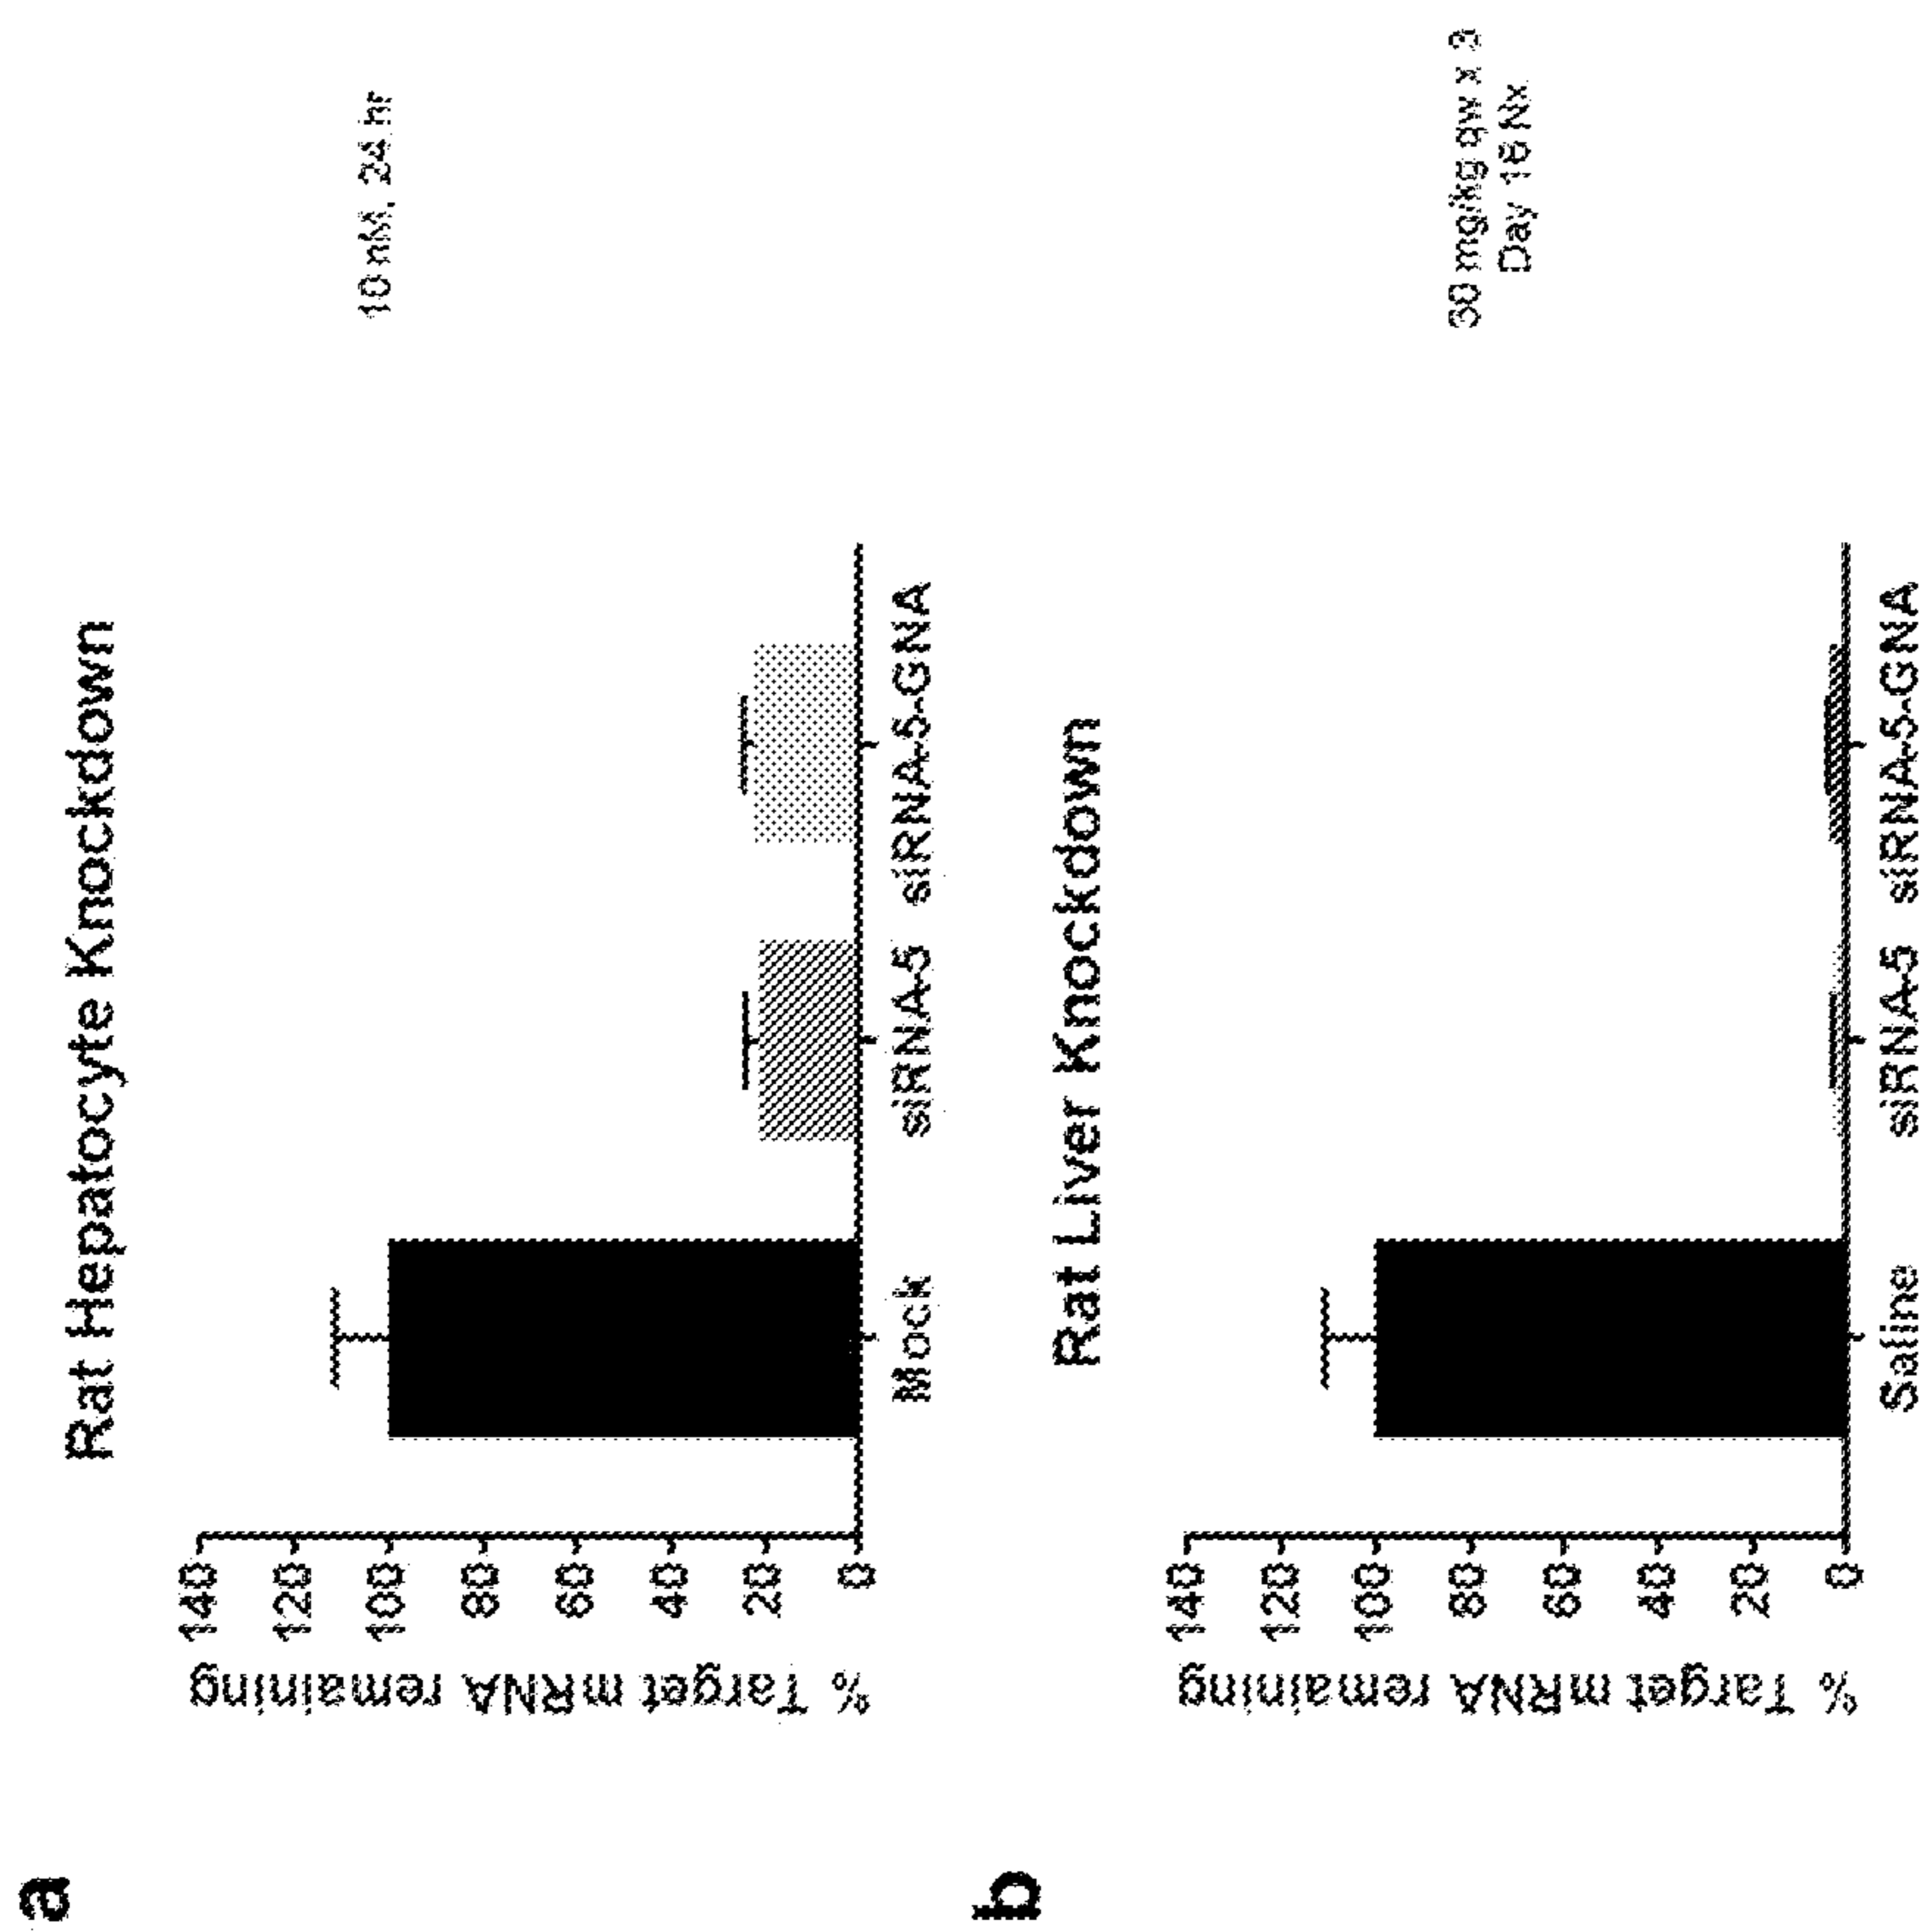 a
Rat Hepatocyte Knockdown
% Target mRNA remaining
140
120
100
80
60
40
20
0
Mock
siRNA-5
siRNA-5-GNA
10 nM, 24 hr
b
Rat Liver Knockdown
% Target mRNA remaining
140
120
100
80
60
40
20
0
Saline
siRNA-5
siRNA-5-GNA
30 mg/kg qw x 3
Day 16 Nx